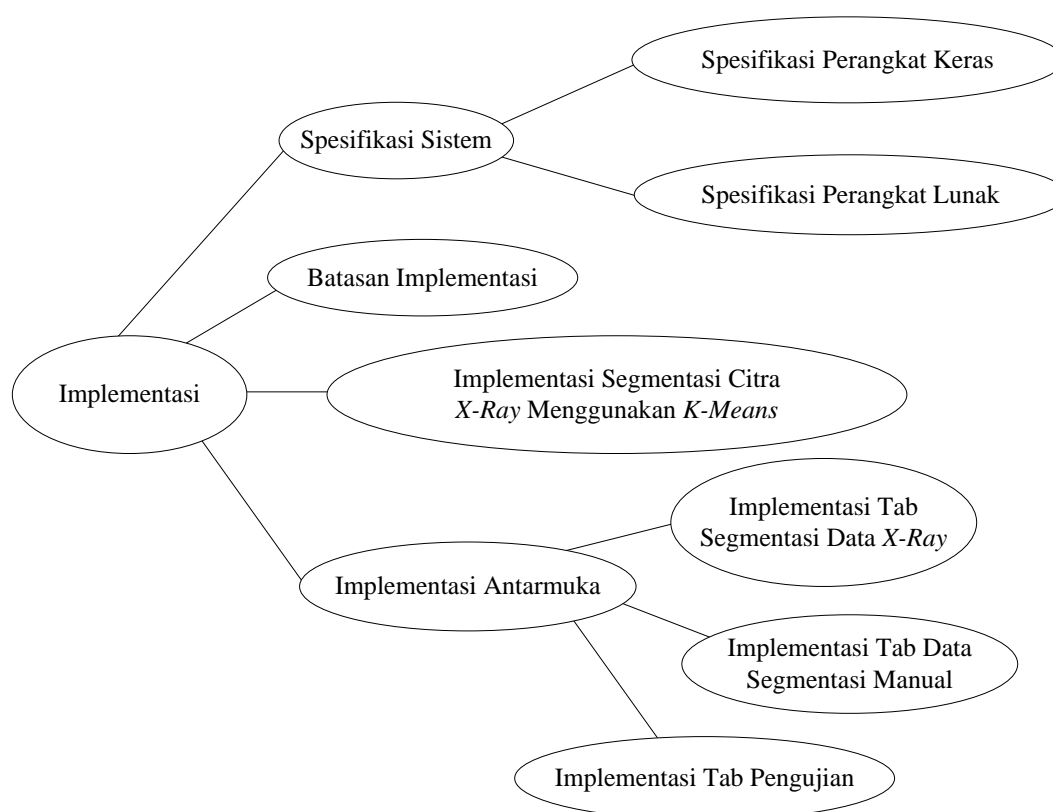 Spesifikasi Perangkat Keras
Spesifikasi Sistem
Spesifikasi Perangkat Lunak
Batasan Implementasi
Implementasi
Implementasi Segmentasi Citra
X-Ray Menggunakan K-Means
Implementasi Tab
Segmentasi Data X-Ray
Implementasi Antarmuka
Implementasi Tab Data
Segmentasi Manual
Implementasi Tab Pengujian